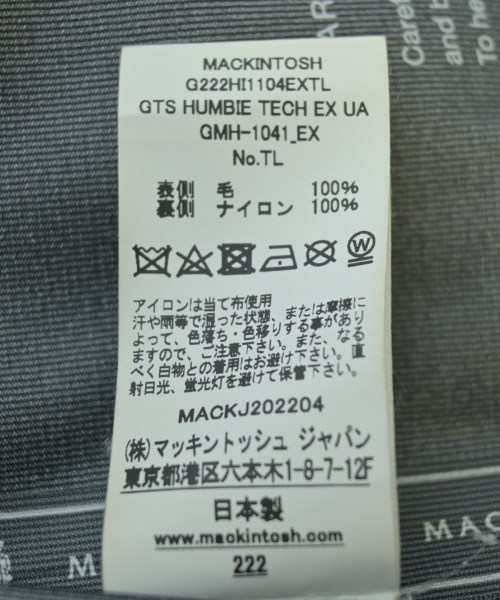 MACKINTOSH
G222HI1104EXTL
GTS HUMBIE TECH EX UA
GMH-1041_EX
No.TL
表側 毛 100%
裏側 ナイロン 100%
W
アイロンは当て布使用
汗や雨等で湿った状態、または摩擦に
よって、色落ち・色移りする事があり
ますので、ご注意下さい。また、なる
べく白物との着用はお避け下さい。直
射日光、蛍光灯を避けて保管下さい。
MACKJ202204
(株)マッキントッシュ ジャパン
東京都港区六本木1-8-7-12F
日本製
www.mackintosh.com
222
Caref
and b
To he
MACK
M